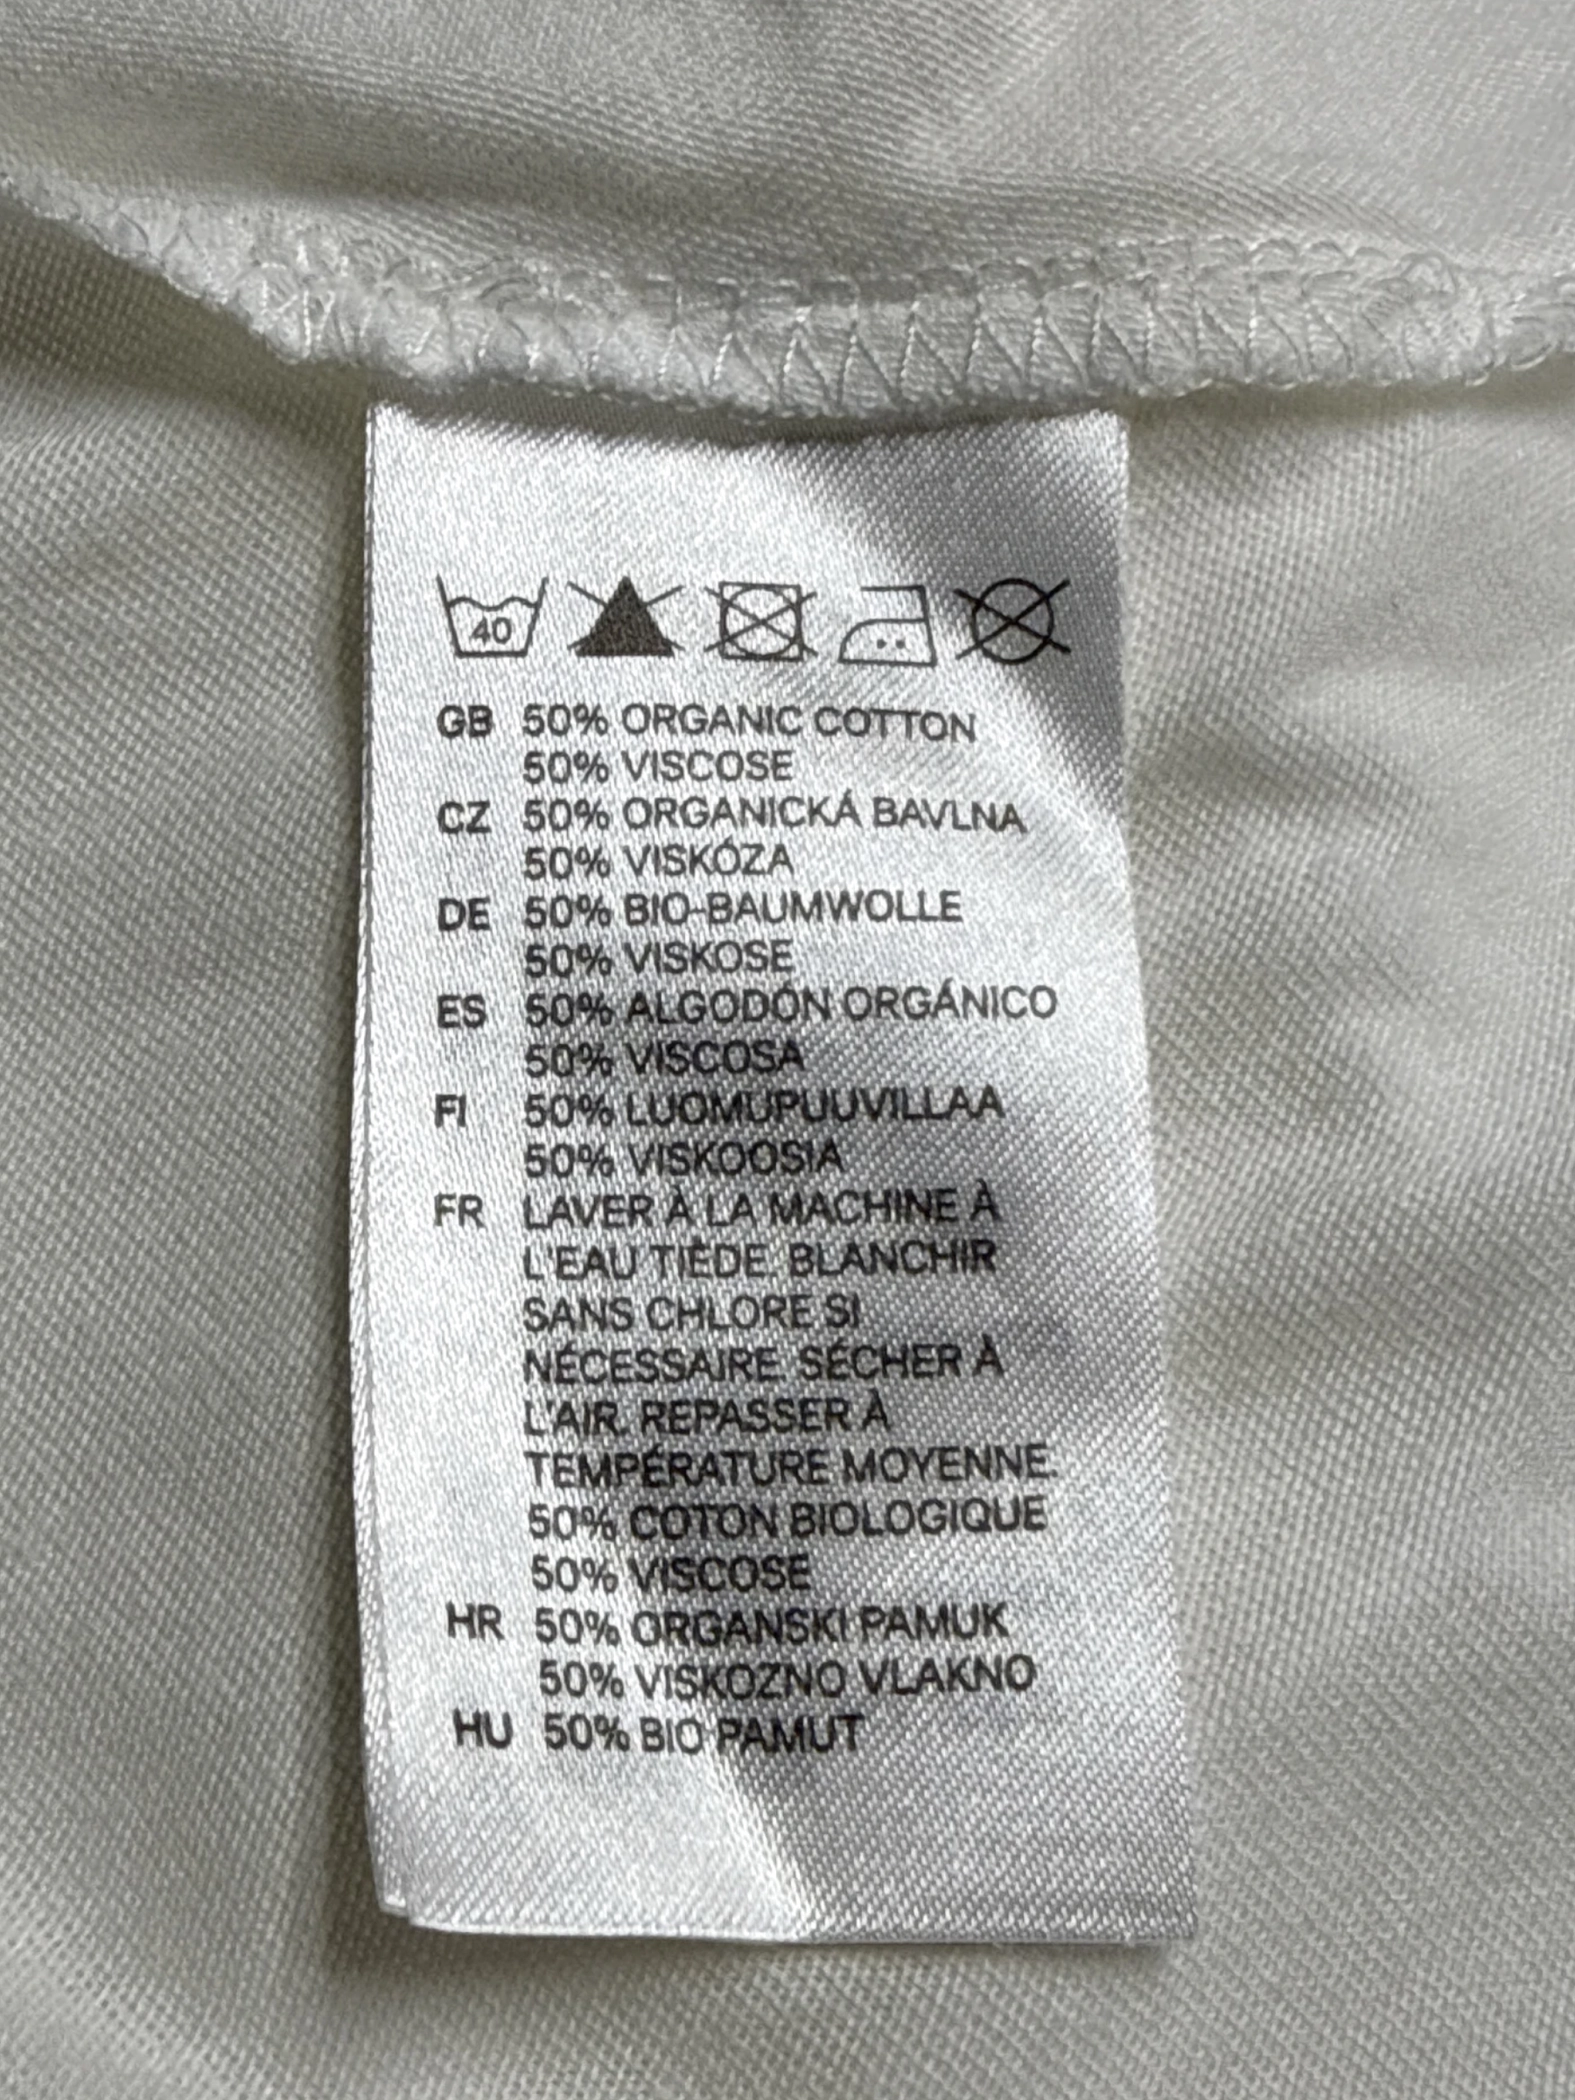 40
GB 50% ORGANIC COTTON
50% VISCOSE
CZ 50% ORGANICKÁ BAVLNA
50% VISKÓZA
DE 50% BIO-BAUMWOLLE
50% VISKOSE
ES 50% ALGODÓN ORGÁNICO
50% VISCOSA
FI 50% LUOMUPUUVILLAA
50% VISKOOSIA
FR LAVER À LA MACHINE À
L'EAU TIÈDE. BLANCHIR
SANS CHLORE SI
NÉCESSAIRE. SÉCHER À
L'AIR. REPASSER À
TEMPÉRATURE MOYENNE.
50% COTON BIOLOGIQUE
50% VISCOSE
HR 50% ORGANSKI PAMUK
50% VISKOZNO VLAKNO
HU 50% BIO PAMUT